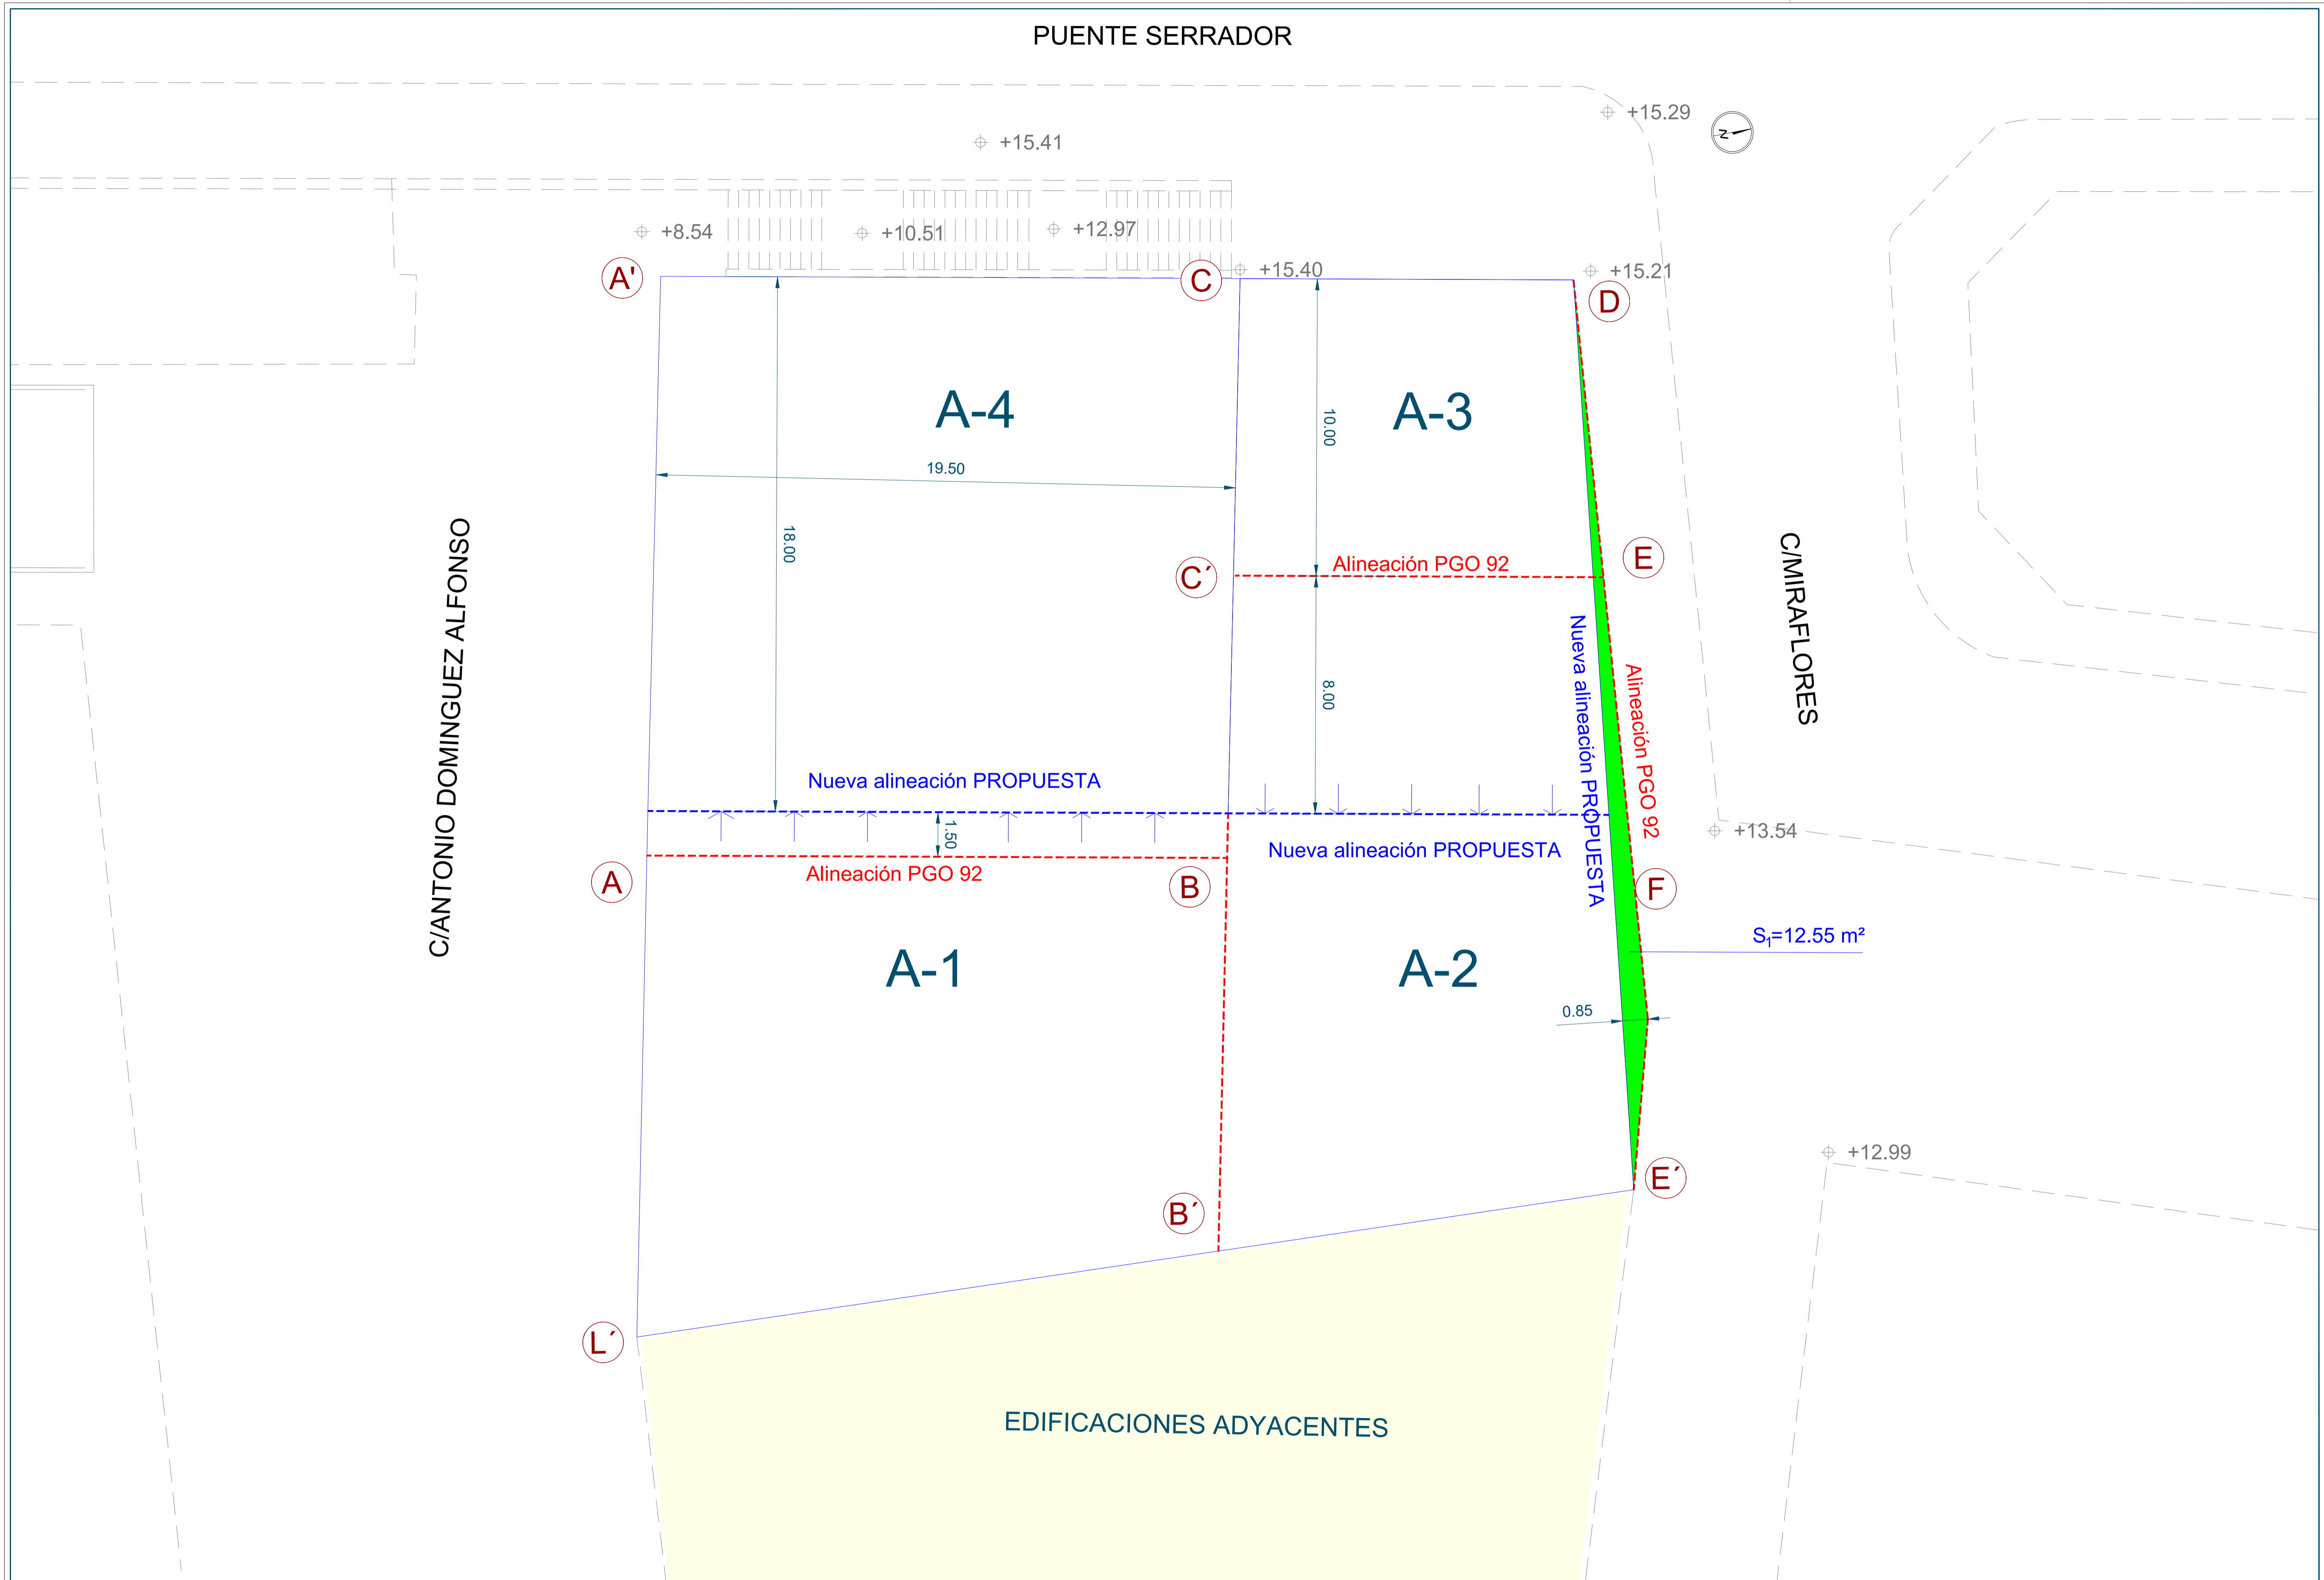 PUENTE SERRADOR
+15.29
N
+15.41
+8.54
+10.51
+12.97
A'
C
+15.40
+15.21
D
A-4
A-3
10.00
19.50
18.00
C/ANTONIO DOMINGUEZ ALFONSO
C/MIRAFLORES
Alineación PGO 92
E
C´
Nueva alineación PROPUESTA
Alineación PGO 92
8.00
Nueva alineación PROPUESTA
1.50
+13.54
Nueva alineación PROPUESTA
Alineación PGO 92
A
B
F
S1=12.55 m²
A-1
A-2
0.85
+12.99
E´
B´
L´
EDIFICACIONES ADYACENTES